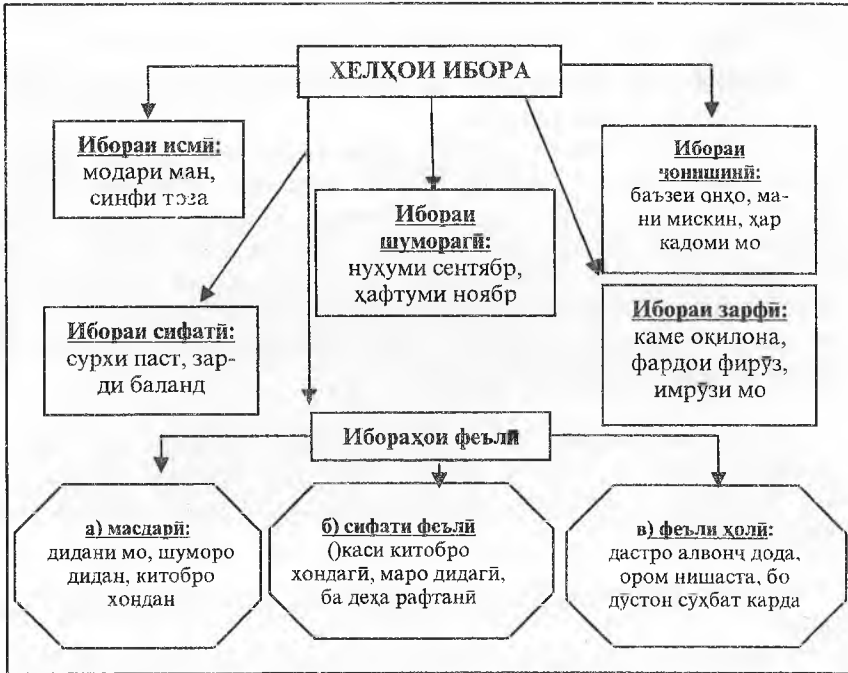 ХЕЛҲОИ ИБОРА
Ибораи исмӣ:
модари ман,
синфи тоза
Ибораи
шуморагӣ:
нуҳуми сентябр,
ҳафтуми ноябр
Ибораи
ҷонишинӣ:
баъзеи онҳо, ма-
ни мискин, ҳар
кадоми мо
Ибораи сифатӣ:
сурхи паст, зар-
ди баланд
Ибораи зарфӣ:
каме оқилона,
фардои фирӯз,
имрӯзи мо
Ибораҳои феълӣ
а) масдарӣ:
дидани мо, шуморо
дидан, китобро
хондан
б) сифати феълӣ
()каси китобро
хондагӣ, маро дидагӣ,
ба деҳа рафтанӣ
в) феъли ҳолӣ:
дастро алвонҷ дода,
ором нишаста, бо
дӯстон сӯҳбат карда